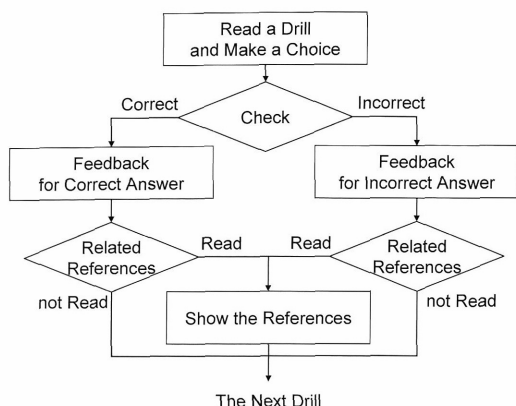 Read a Drill
and Make a Choice
Correct
Check
Incorrect
Feedback
for Correct Answer
Feedback
for Incorrect Answer
Related
References
Read
Read
Related
References
not Read
Show the References
not Read
The Next Drill